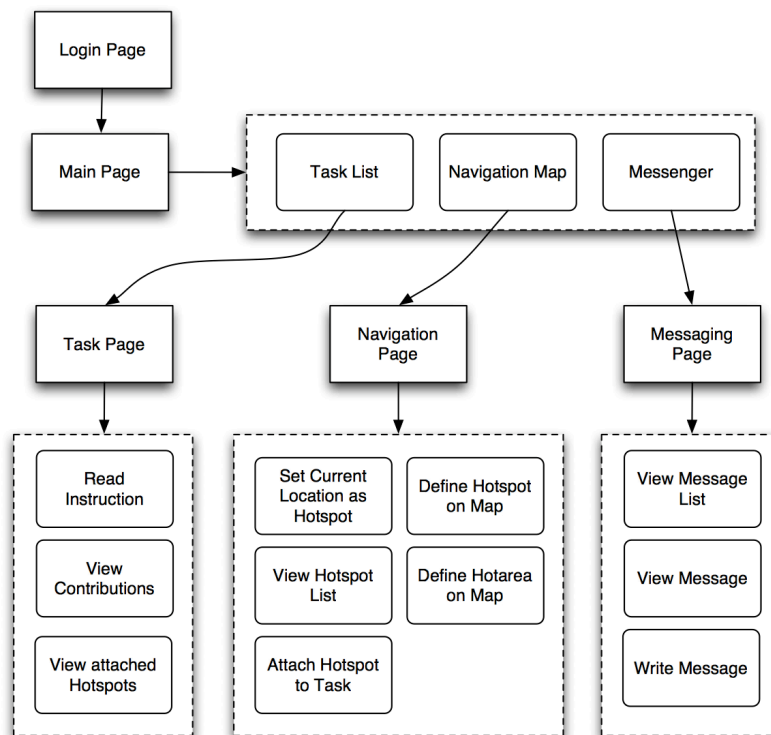 Login Page
Main Page
Task List
Navigation Map
Messenger
Task Page
Navigation
Page
Messaging
Page
Read
Instruction
View
Contributions
View attached
Hotspots
Set Current
Location as
Hotspot
Define Hotspot
on Map
View Hotspot
List
Define Hotarea
on Map
Attach Hotspot
to Task
View Message
List
View Message
Write Message